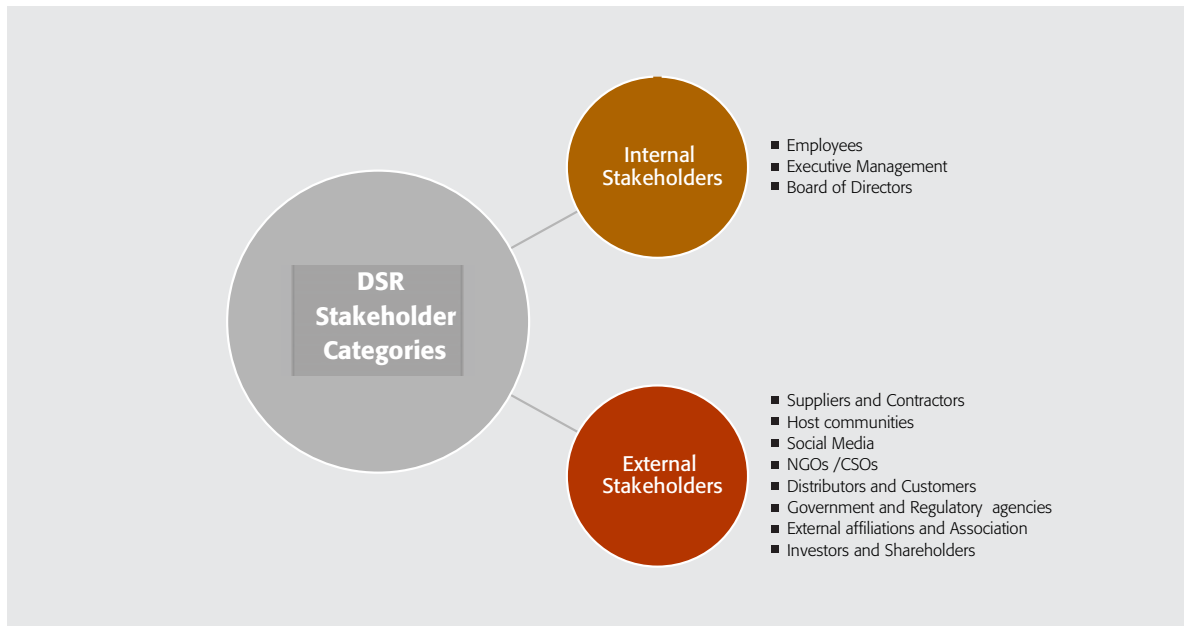 DSR
Stakeholder
Categories
Internal
Stakeholders
■ Employees
■ Executive Management
■ Board of Directors
External
Stakeholders
■ Suppliers and Contractors
■ Host communities
■ Social Media
■ NGOs /CSOs
■ Distributors and Customers
■ Government and Regulatory agencies
■ External affiliations and Association
■ Investors and Shareholders